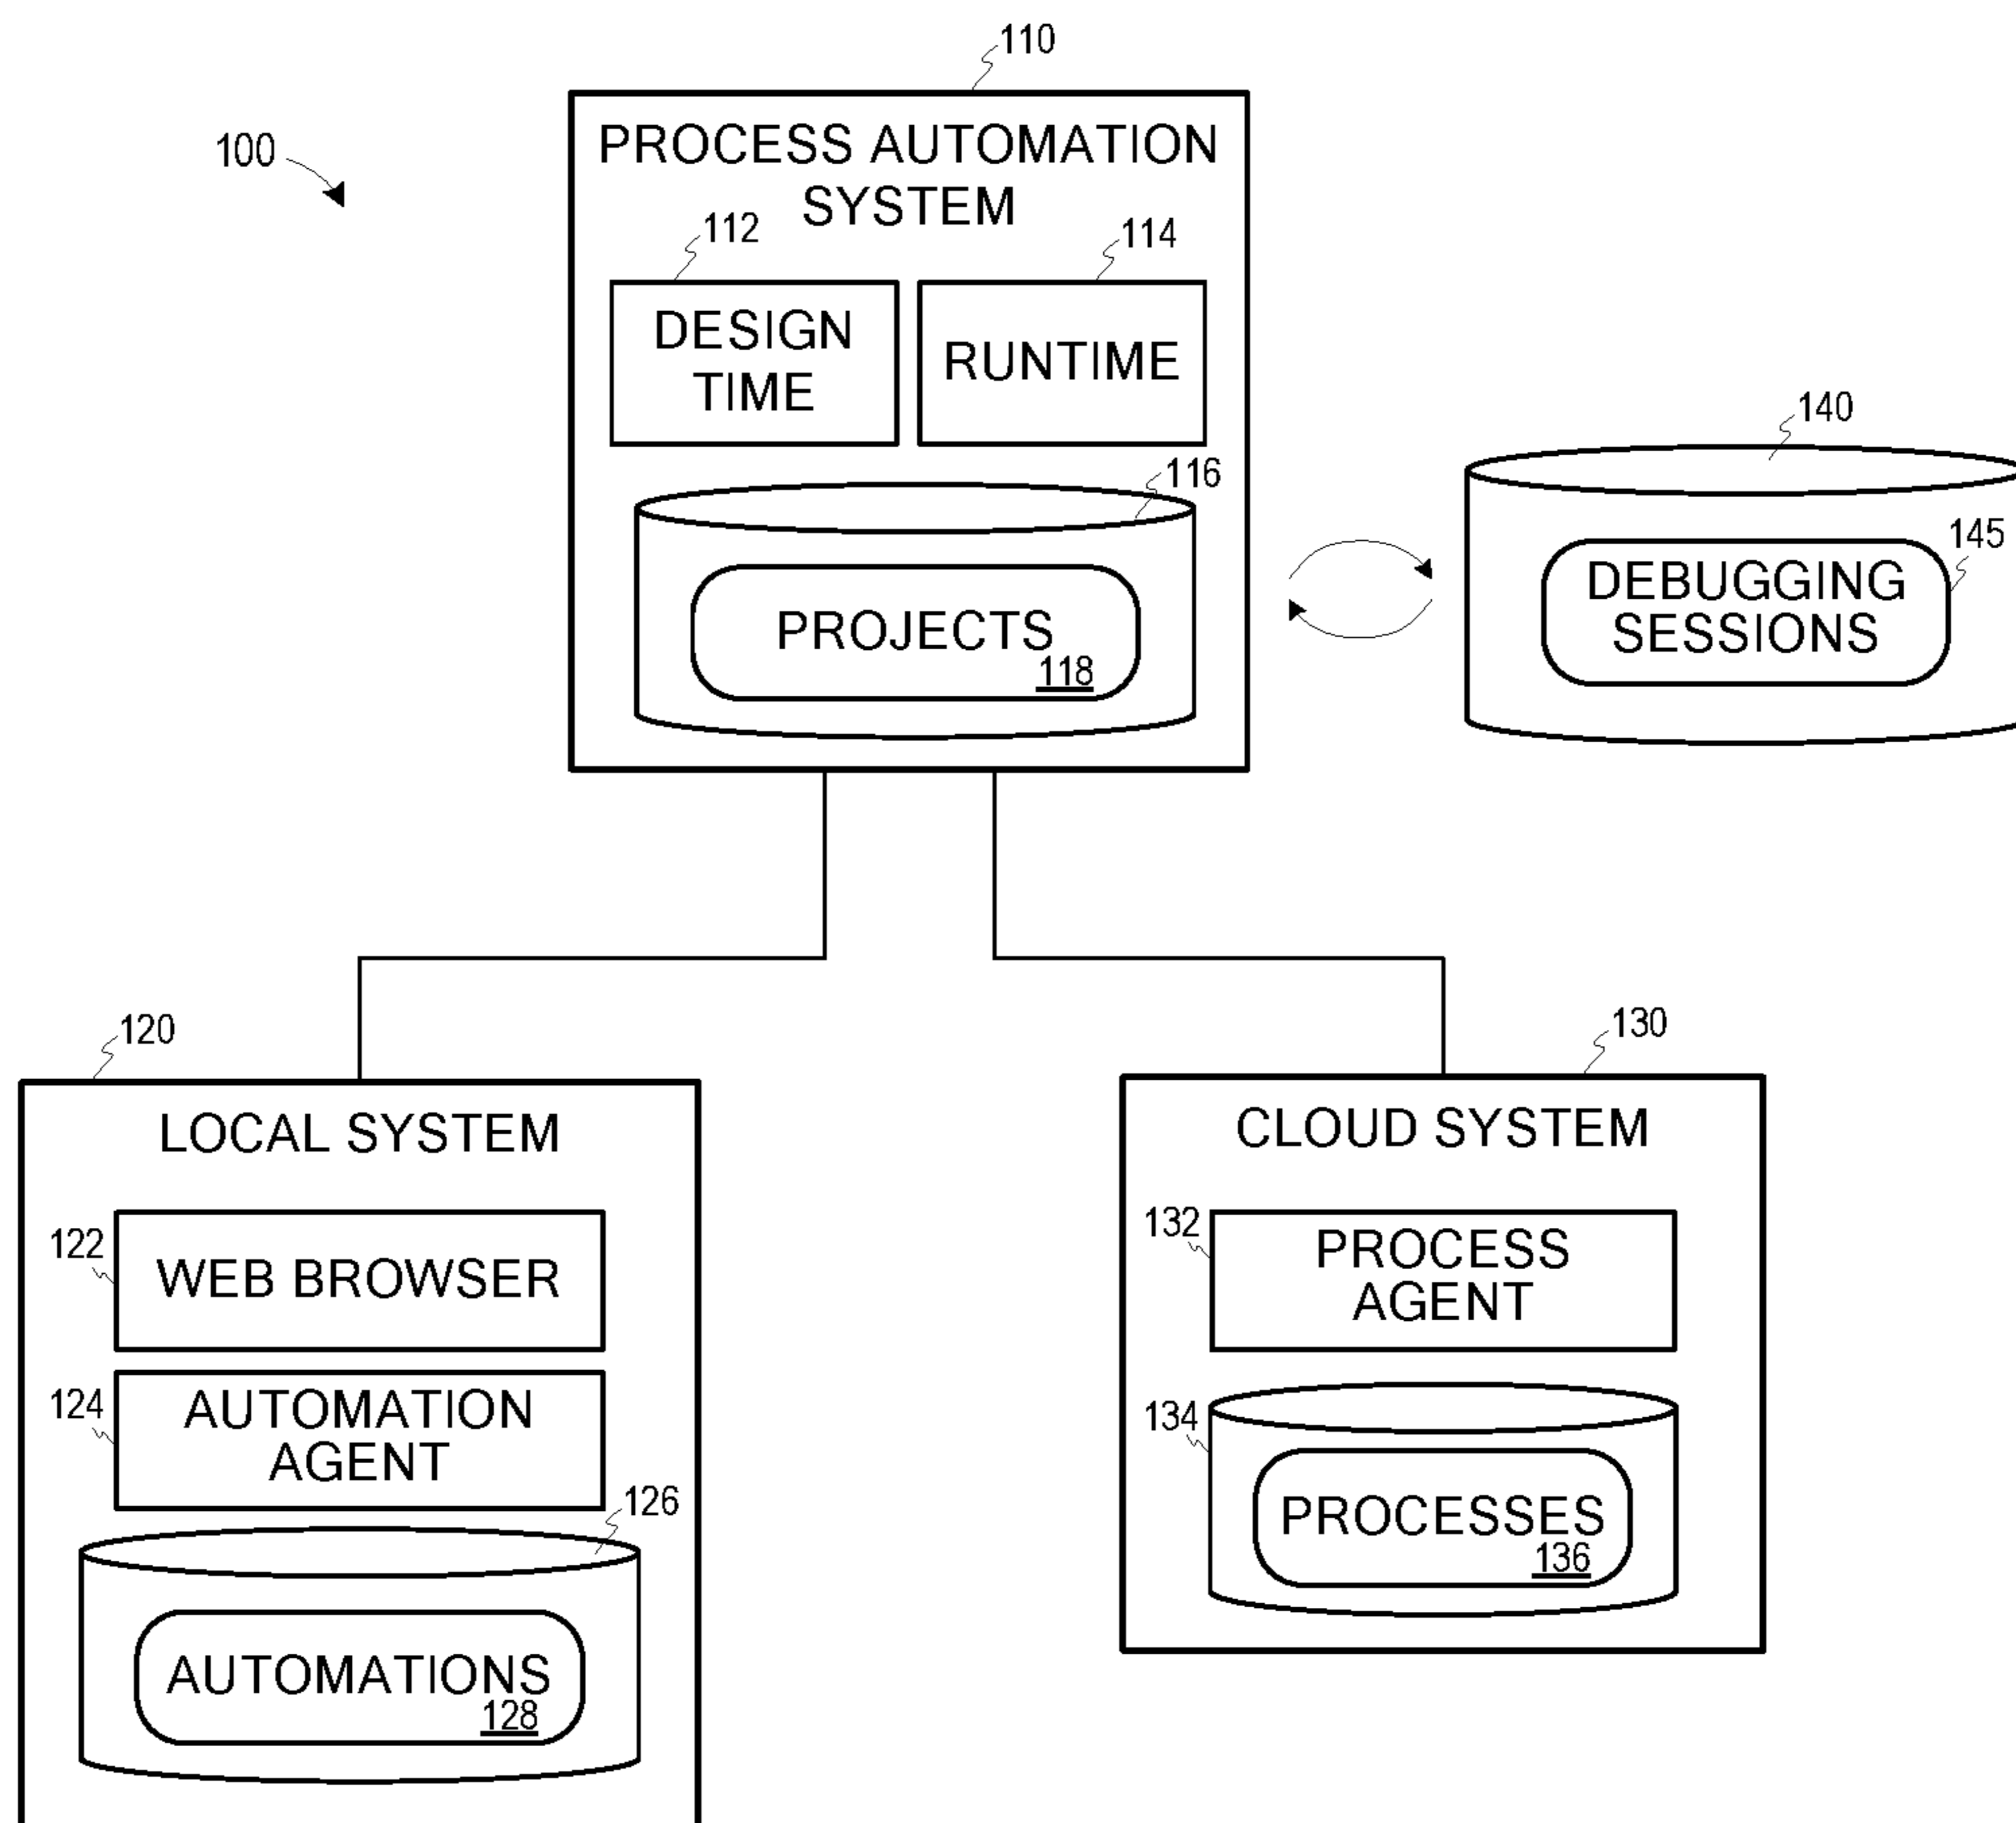 110
100
PROCESS AUTOMATION
SYSTEM
112
114
DESIGN
TIME
RUNTIME
116
PROJECTS
118
140
145
DEBUGGING
SESSIONS
120
LOCAL SYSTEM
122
WEB BROWSER
124
AUTOMATION
AGENT
126
AUTOMATIONS
128
130
CLOUD SYSTEM
132
PROCESS
AGENT
134
PROCESSES
136